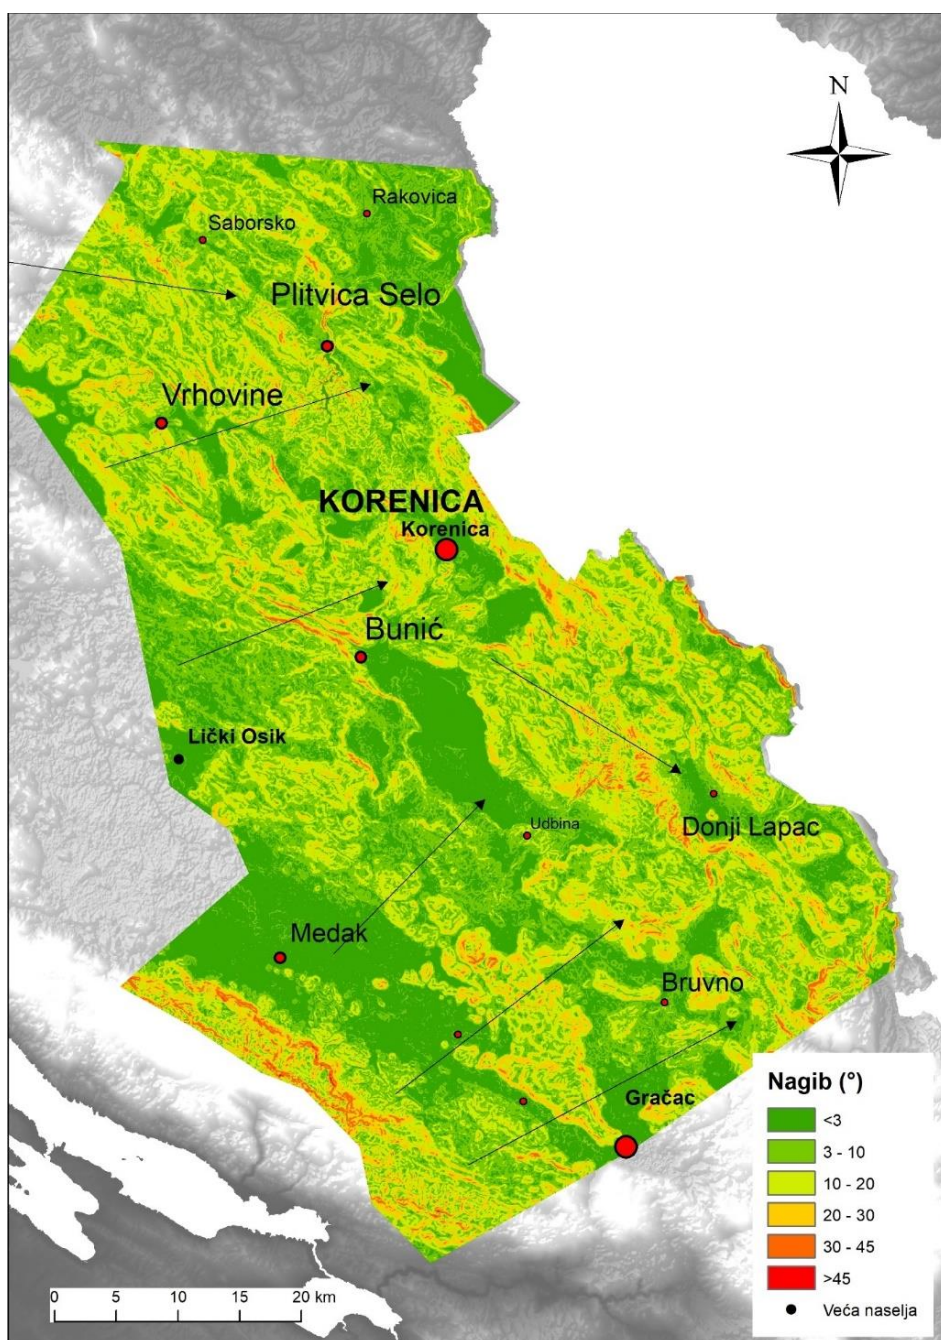 N
Rakovica
Saborsko
Plitvica Selo
Vrhovine
KORENICA
Korenica
Bunić
Lički Osik
Udbina
Donji Lapac
Medak
Bruvno
Gračac
Nagib (°)
<3
3 - 10
10 - 20
20 - 30
30 - 45
>45
Veća naselja
0 5 10 20 km